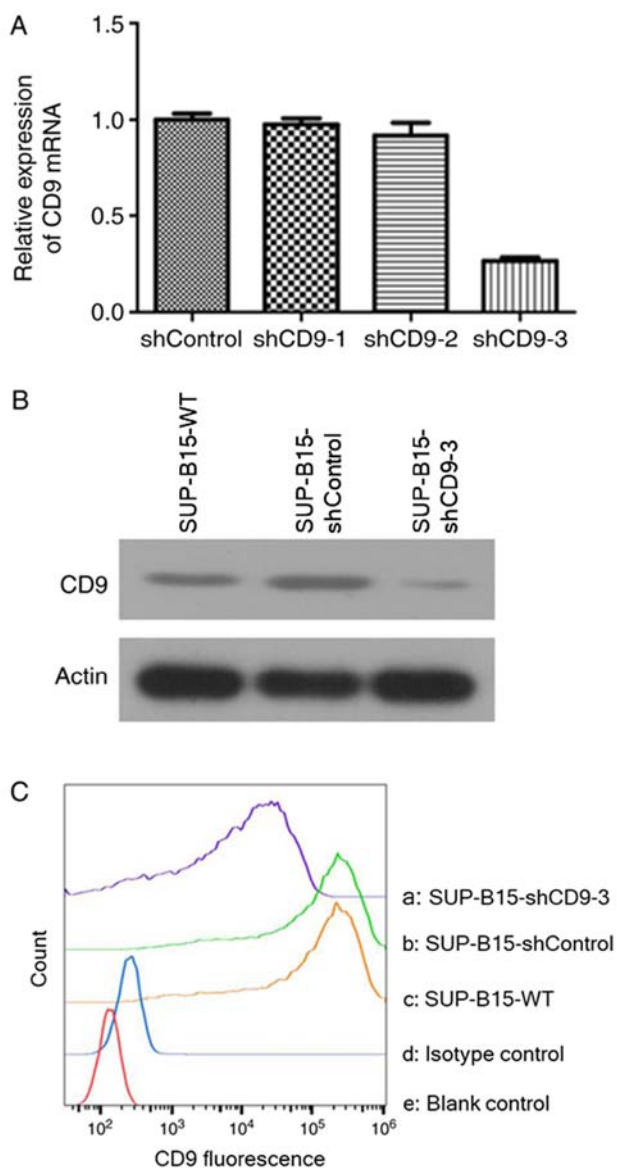 A
1.5
1.0
0.5
0.0
Relative expression
of CD9 mRNA
shControl shCD9-1 shCD9-2 shCD9-3
B
SUP-B15-WT
SUP-B15-
shControl
SUP-B15-
shCD9-3
CD9
Actin
C
Count
a: SUP-B15-shCD9-3
b: SUP-B15-shControl
c: SUP-B15-WT
d: Isotype control
e: Blank control
10² 10³ 10⁴ 10⁵ 10⁶
CD9 fluorescence